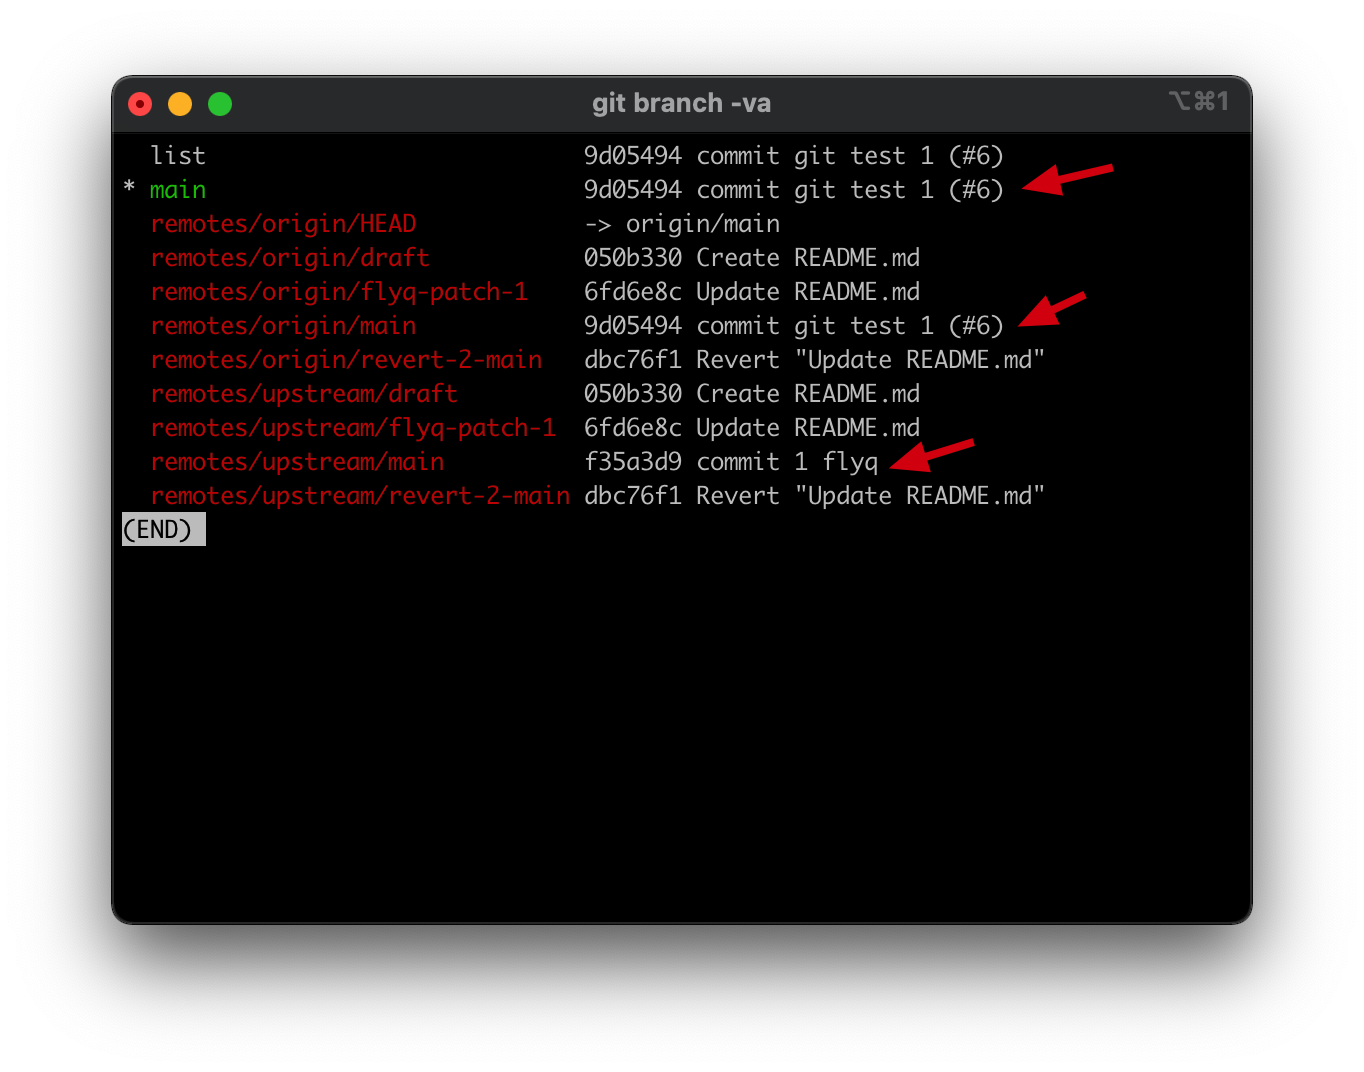 git branch -va
⌥⌘1
list 9d05494 commit git test 1 (#6)
* main 9d05494 commit git test 1 (#6)
remotes/origin/HEAD -> origin/main
remotes/origin/draft 050b330 Create README.md
remotes/origin/flyq-patch-1 6fd6e8c Update README.md
remotes/origin/main 9d05494 commit git test 1 (#6)
remotes/origin/revert-2-main dbc76f1 Revert "Update README.md"
remotes/upstream/draft 050b330 Create README.md
remotes/upstream/flyq-patch-1 6fd6e8c Update README.md
remotes/upstream/main f35a3d9 commit 1 flyq
remotes/upstream/revert-2-main dbc76f1 Revert "Update README.md"
(END)